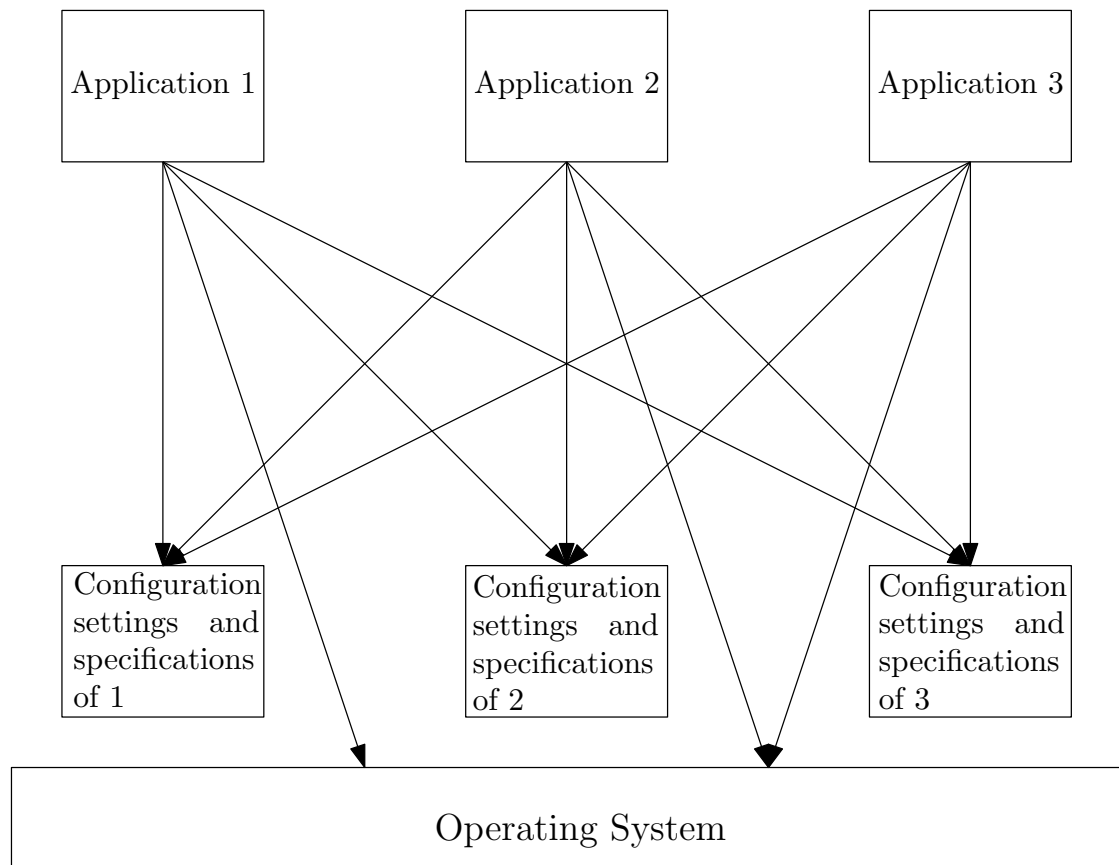 Application 1
Application 2
Application 3
Configuration
settings and
specifications
of 1
Configuration
settings and
specifications
of 2
Configuration
settings and
specifications
of 3
Operating System